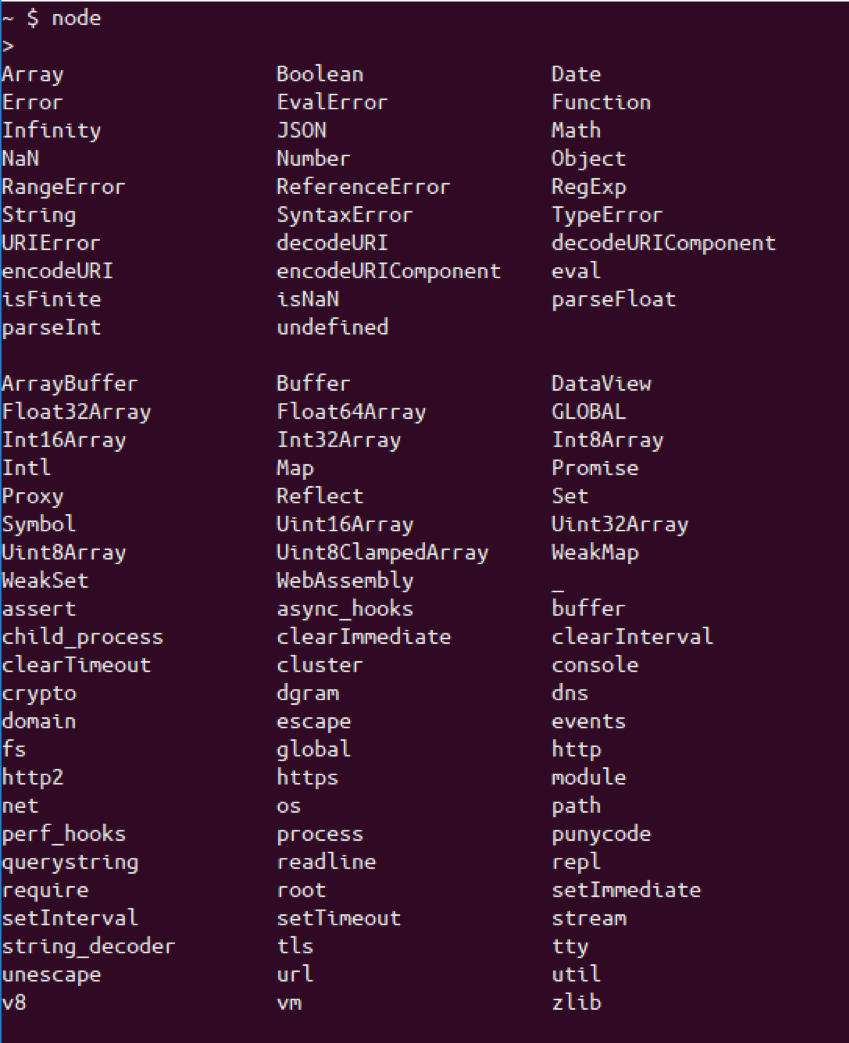 ~ $ node
>
Array Boolean Date
Error EvalError Function
Infinity JSON Math
NaN Number Object
RangeError ReferenceError RegExp
String SyntaxError TypeError
URIError decodeURI decodeURIComponent
encodeURI encodeURIComponent eval
isFinite isNaN parseFloat
parseInt undefined
ArrayBuffer Buffer DataView
Float32Array Float64Array GLOBAL
Int16Array Int32Array Int8Array
Intl Map Promise
Proxy Reflect Set
Symbol Uint16Array Uint32Array
Uint8Array Uint8ClampedArray WeakMap
WeakSet WebAssembly _
assert async_hooks buffer
child_process clearImmediate clearInterval
clearTimeout cluster console
crypto dgram dns
domain escape events
fs global http
http2 https module
net os path
perf_hooks process punycode
querystring readline repl
require root setImmediate
setInterval setTimeout stream
string_decoder tls tty
unescape url util
v8 vm zlib